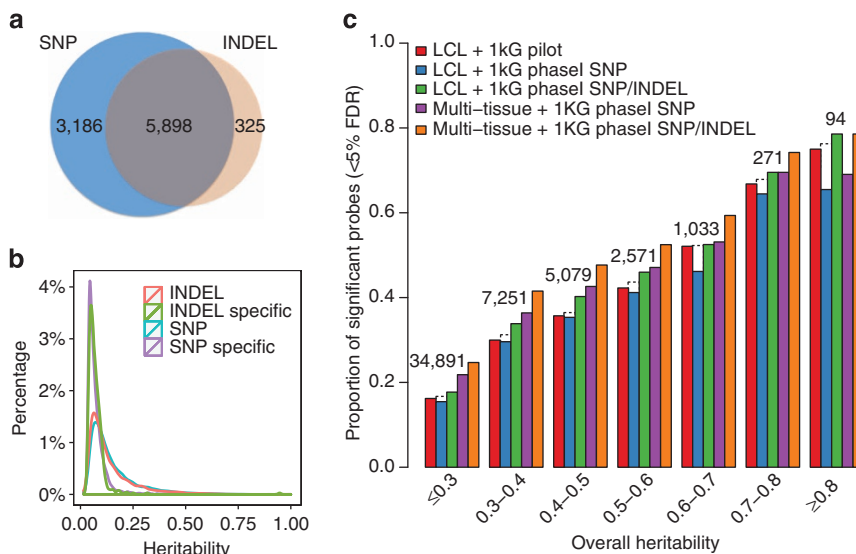 a
SNP
INDEL
3,186
5,898
325
b
Percentage
4%
3%
2%
1%
0%
INDEL
INDEL specific
SNP
SNP specific
0.00
0.25
0.50
0.75
1.00
Heritability
c
Proportion of significant probes (<5% FDR)
1.0
0.8
0.6
0.4
0.2
0.0
LCL + 1kG pilot
LCL + 1kG phaseI SNP
LCL + 1kG phaseI SNP/INDEL
Multi–tissue + 1KG phaseI SNP
Multi–tissue + 1KG phaseI SNP/INDEL
34,891
7,251
5,079
2,571
1,033
271
94
≤0.3
0.3–0.4
0.4–0.5
0.5–0.6
0.6–0.7
0.7–0.8
≥0.8
Overall heritability